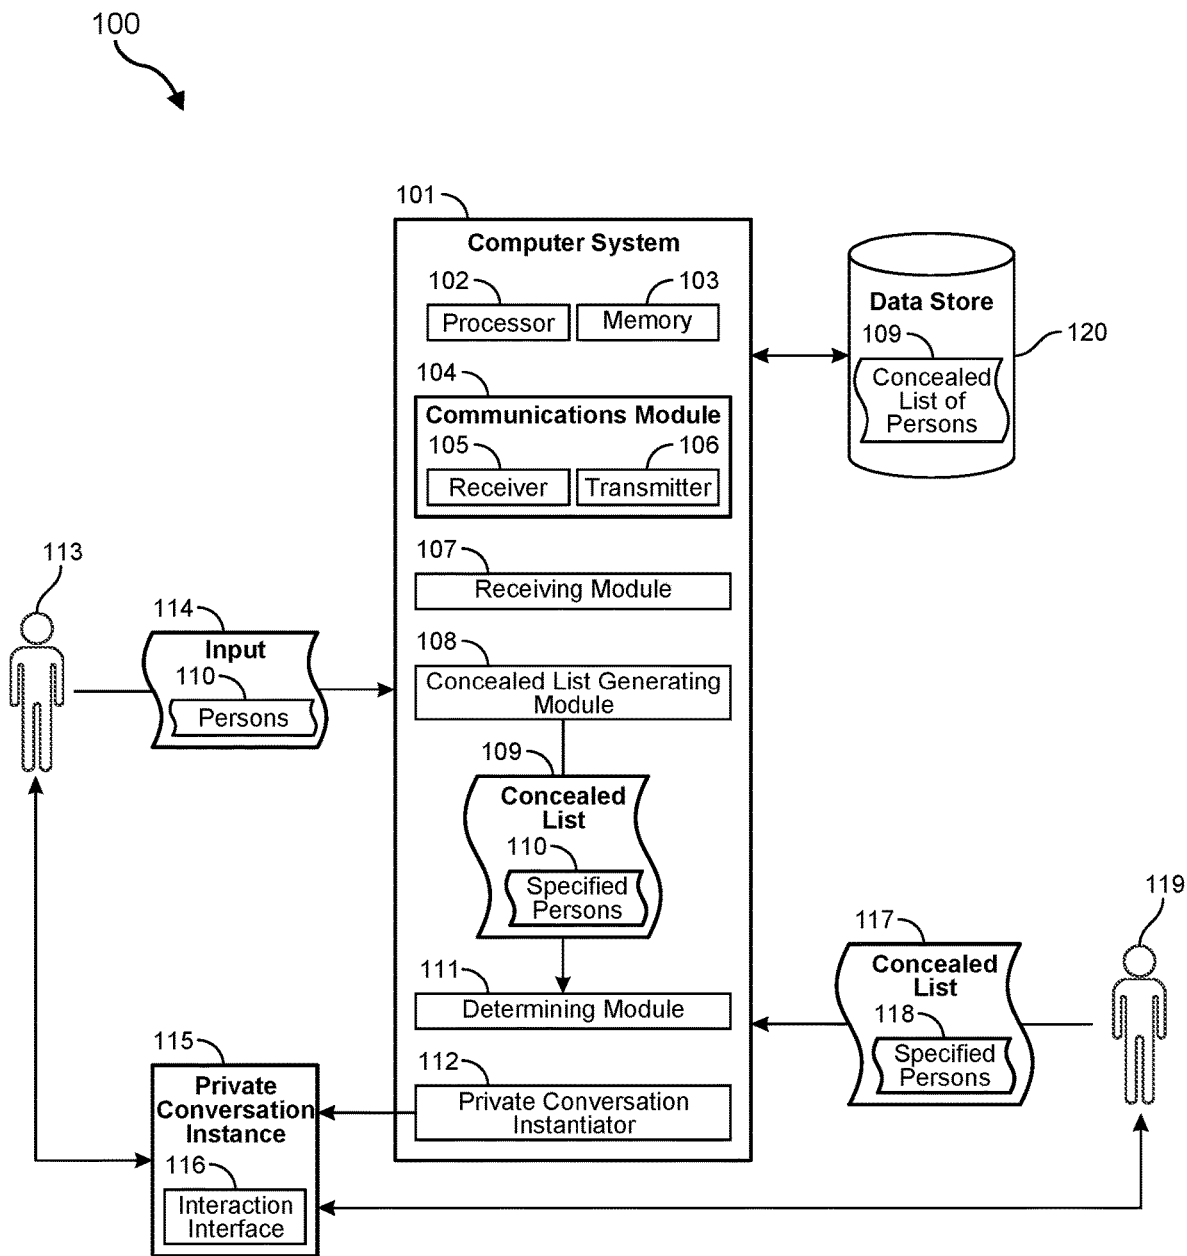 100
101
Computer System
102
103
Processor
Memory
Data Store
109
120
Concealed
List of
Persons
104
Communications Module
105
106
Receiver
Transmitter
113
107
Receiving Module
114
Input
110
Persons
108
Concealed List Generating
Module
109
Concealed
List
110
Specified
Persons
119
117
Concealed
List
118
Specified
Persons
111
Determining Module
115
Private
Conversation
Instance
116
Interaction
Interface
112
Private Conversation
Instantiator